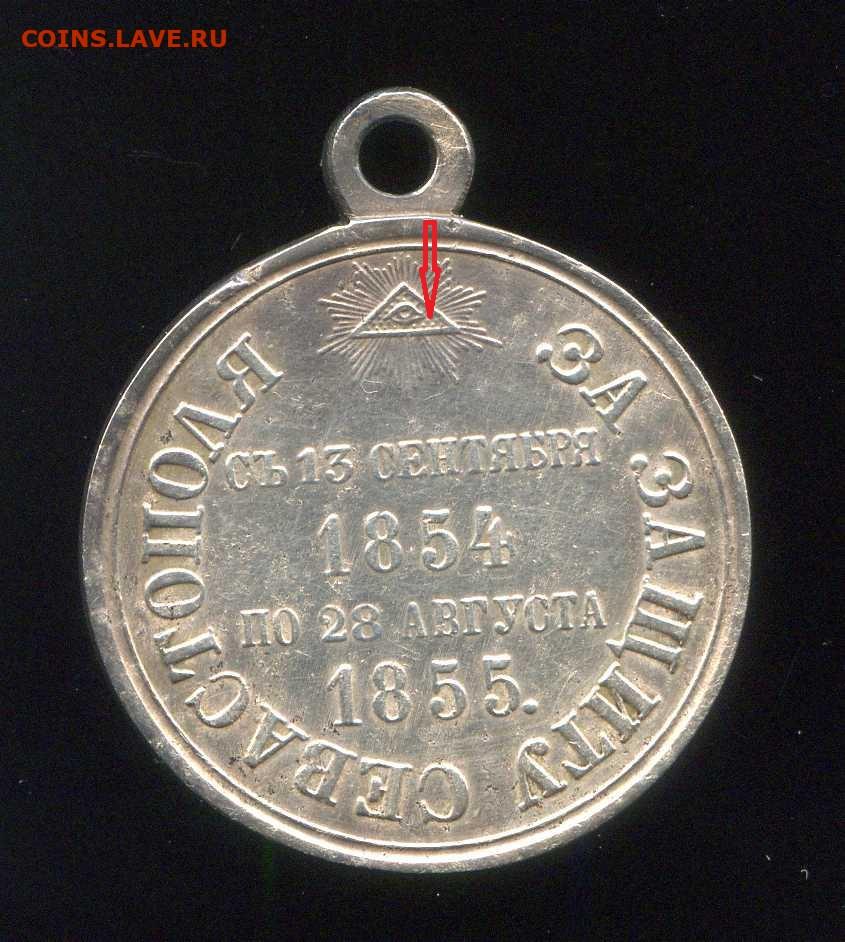 COINS.LAVE.RU
ЗА ЗАЩИТУ СЕВАСТОПОЛЯ
СЪ 13 СЕНТЯБРЯ
1854
ПО 28 АВГУСТА
1855.